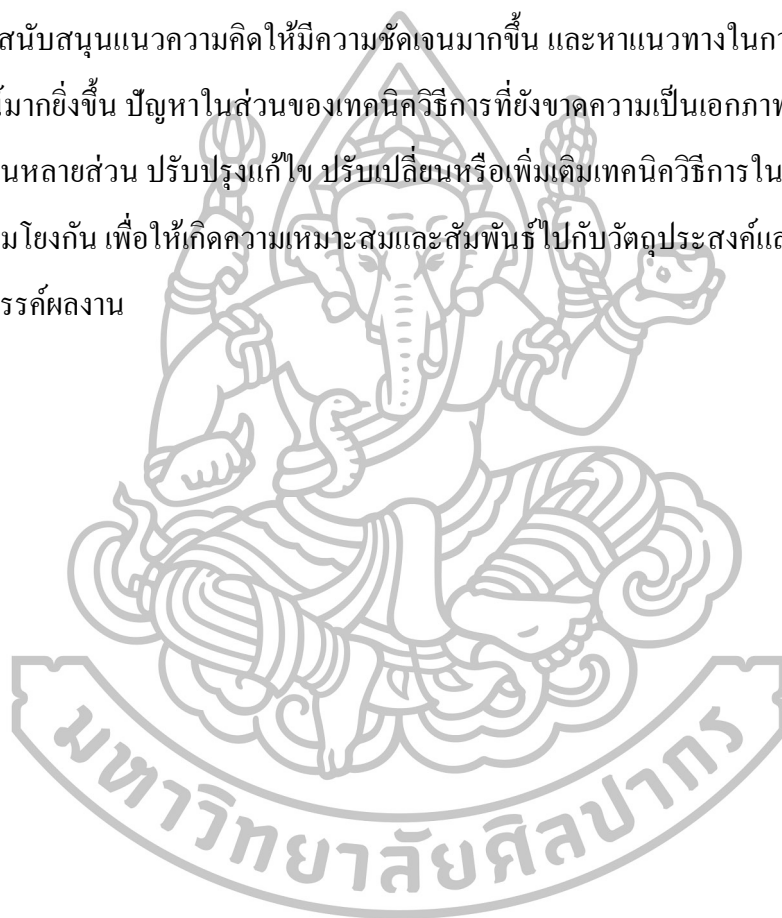 สนับสนุนแนวความคิดให้มีความชัดเจนมากขึ้น และหาแนวทางในกา
มากยิ่งขึ้น ปัญหาในส่วนของเทคนิควิธีการที่ยังขาดความเป็นเอกภาพ
นหลายส่วน ปรับปรุงแก้ไข ปรับเปลี่ยนหรือเพิ่มเติมเทคนิควิธีการใน
มโยงกัน เพื่อให้เกิดความเหมาะสมและสัมพันธ์ไปกับวัตถุประสงค์แล
รรค์ผลงาน
มหาวิทยาลัยศิลปากร